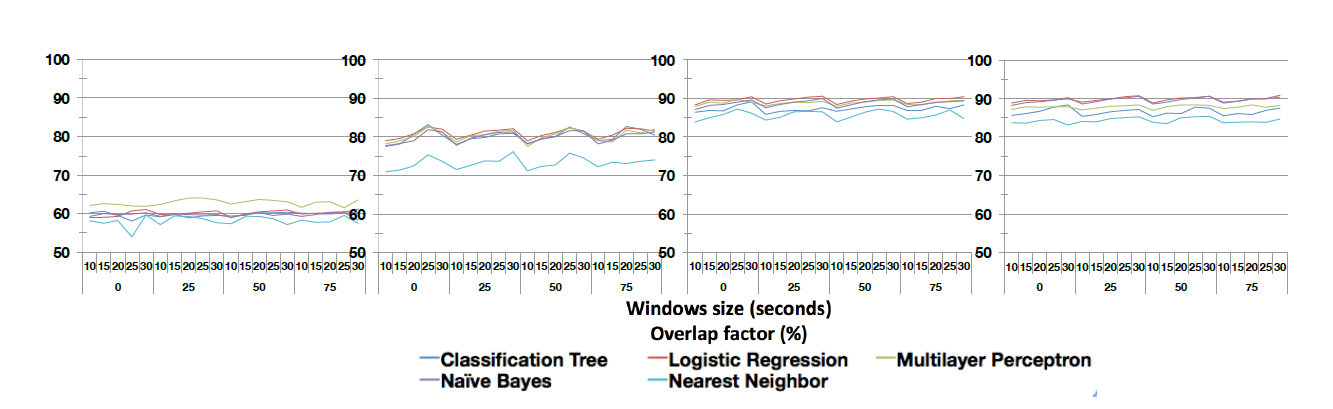 100 100 100 100
90 90 90 90
80 80 80 80
70 70 70 70
60 60 60 60
50 50 50 50
10 15 20 25 30 10 15 20 25 30 10 15 20 25 30 10 15 20 25 30 10 15 20 25 30 10 15 20 25 30 10 15 20 25 30 10 15 20 25 30 10 15 20 25 30 10 15 20 25 30 10 15 20 25 30 10 15 20 25 30 10 15 20 25 30 10 15 20 25 30 10 15 20 25 30 10 15 20 25 30
0 25 50 75 0 25 50 75 0 25 50 75 0 25 50 75
Windows size (seconds)
Overlap factor (%)
Classification Tree Logistic Regression Multilayer Perceptron
Naïve Bayes Nearest Neighbor